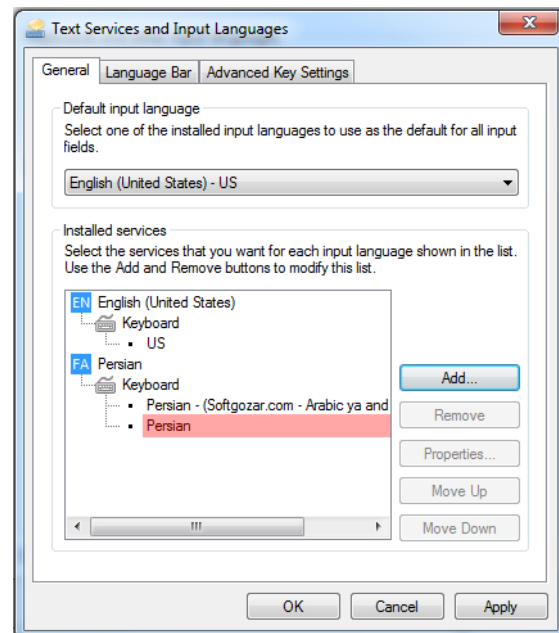 Text Services and Input Languages
General
Language Bar
Advanced Key Settings
Default input language
Select one of the installed input languages to use as the default for all input
fields.
English (United States) - US
Installed services
Select the services that you want for each input language shown in the list.
Use the Add and Remove buttons to modify this list.
EN English (United States)
Keyboard
US
FA Persian
Keyboard
Persian - (Softgozar.com - Arabic ya and
Persian
Add...
Remove
Properties...
Move Up
Move Down
OK
Cancel
Apply